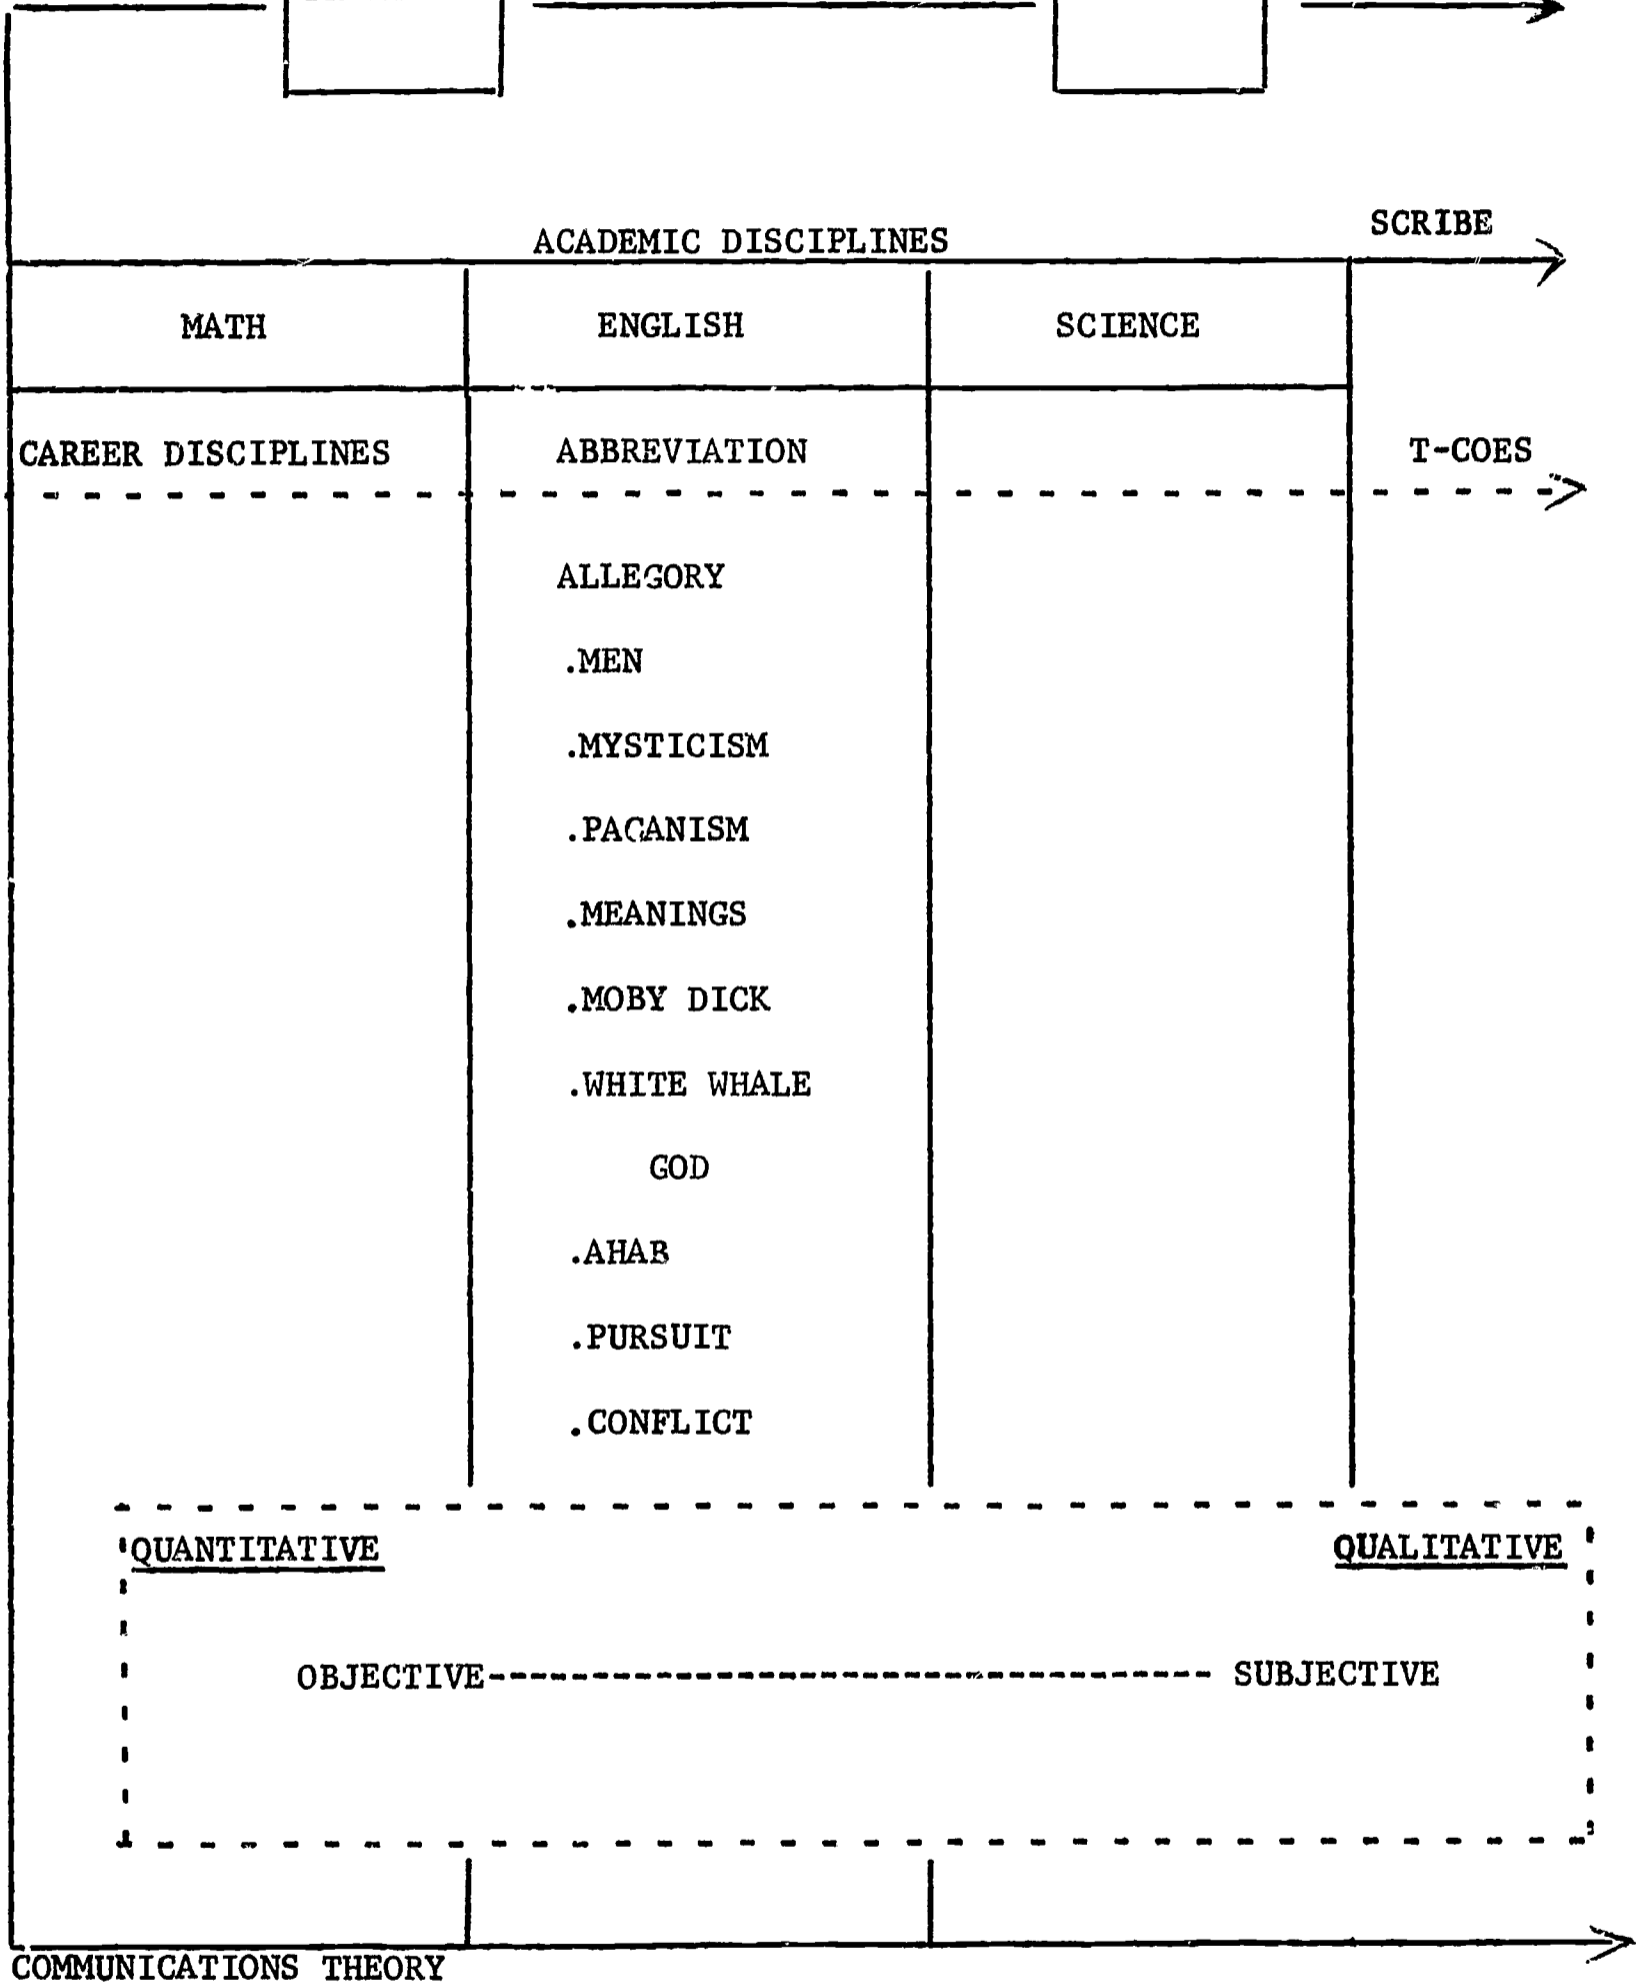 SCRIBE
ACADEMIC DISCIPLINES
MATH ENGLISH SCIENCE
CAREER DISCIPLINES ABBREVIATION T-COES
ALLEGORY
.MEN
.MYSTICISM
.PAGANISM
.MEANINGS
.MOBY DICK
.WHITE WHALE
GOD
.AHAB
.PURSUIT
.CONFLICT
QUANTITATIVE QUALITATIVE
OBJECTIVE----------------------------------- SUBJECTIVE
COMMUNICATIONS THEORY